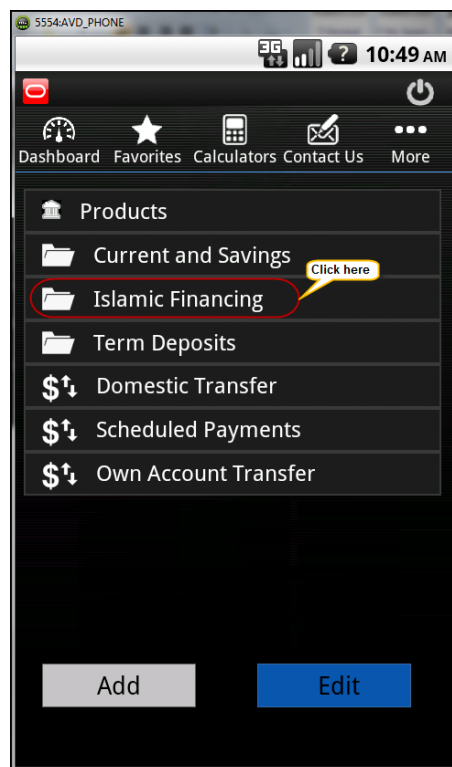 5554:AVD_PHONE
3G ? 10:49 AM
Dashboard Favorites Calculators Contact Us More
Products
Current and Savings
Click here
Islamic Financing
Term Deposits
$ Domestic Transfer
$ Scheduled Payments
$ Own Account Transfer
Add Edit